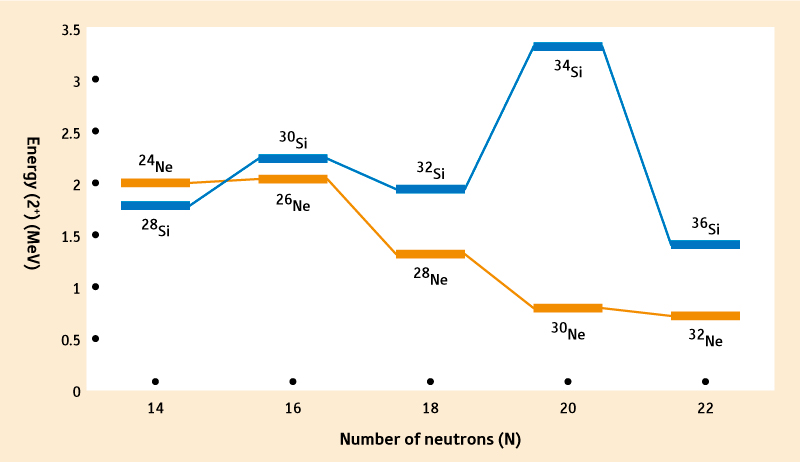 3.5
3
2.5
2
1.5
1
0.5
0
Energy (2⁺) (MeV)
²⁴Ne
²⁸Si
³⁰Si
²⁶Ne
³²Si
²⁸Ne
³⁴Si
³⁰Ne
³⁶Si
³²Ne
14 16 18 20 22
Number of neutrons (N)